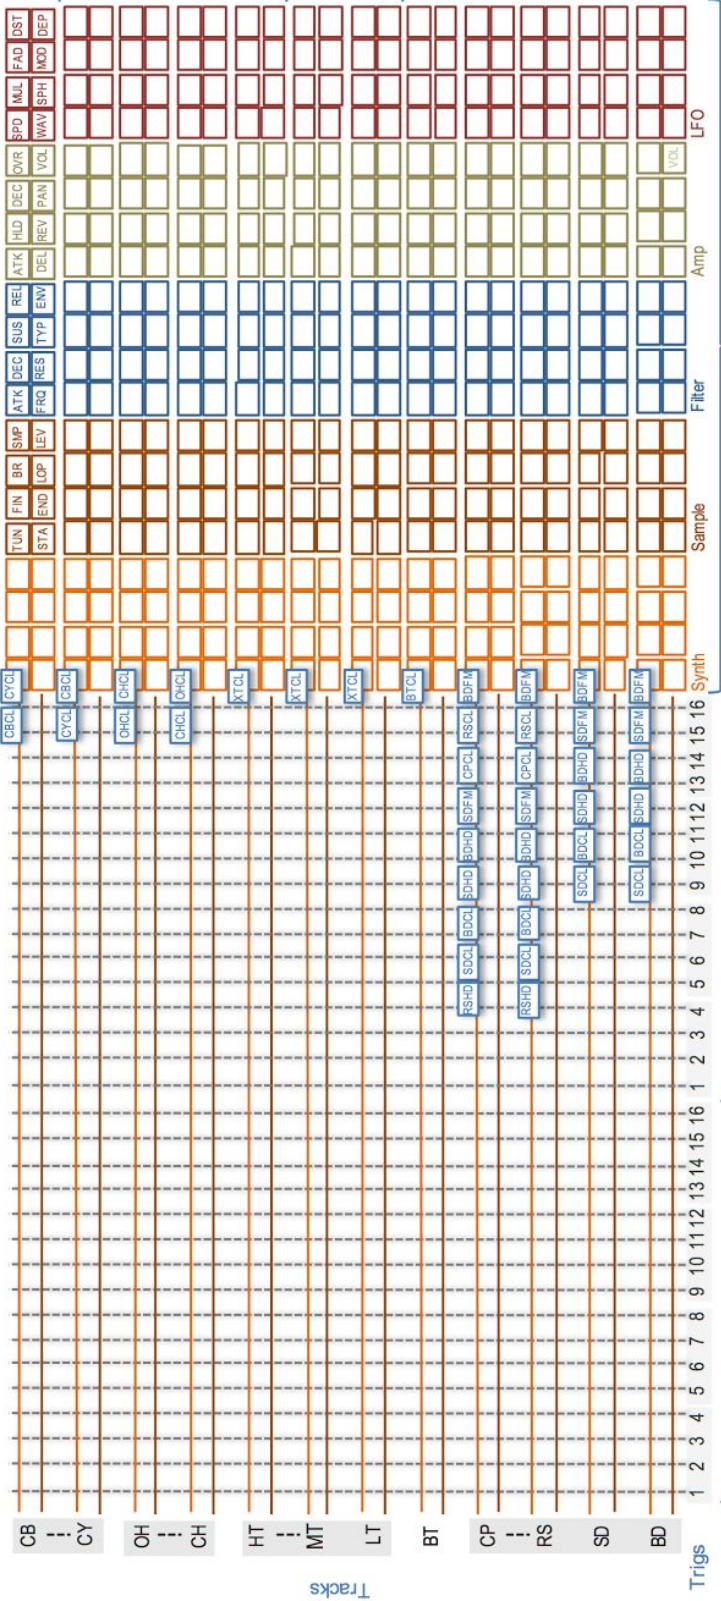 Tracks
CB CBCL CYCL TUN FIN BR SMP ATK DEC SUS REL ATK HLD DEC OVR SPD MUL FAD DST
STA END LOP LEV FRQ RES TYP ENV DEL REV PAN VOL WAV SPH MOD DEP
CY CYCL CBCL
OH OHCL CHCL
CH CHCL OHCL
HT XTCL
MT XTCL
LT XTCL
BT BTCL
CP RSHD SDCL BDCL SDHD BDHD SDFM CPCL RSCL BDFM
RS RSHD SDCL BDCL SDHD BDHD SDFM CPCL RSCL BDFM
SD SDCL BDCL SDHD BDHD SDFM BDFM
BD SDCL BDCL SDHD BDHD SDFM BDFM
VOL
Trigs 1 2 3 4 5 6 7 8 9 10 11 12 13 14 15 16 1 2 3 4 5 6 7 8 9 10 11 12 13 14 15 16 Synth Sample Filter Amp LFO